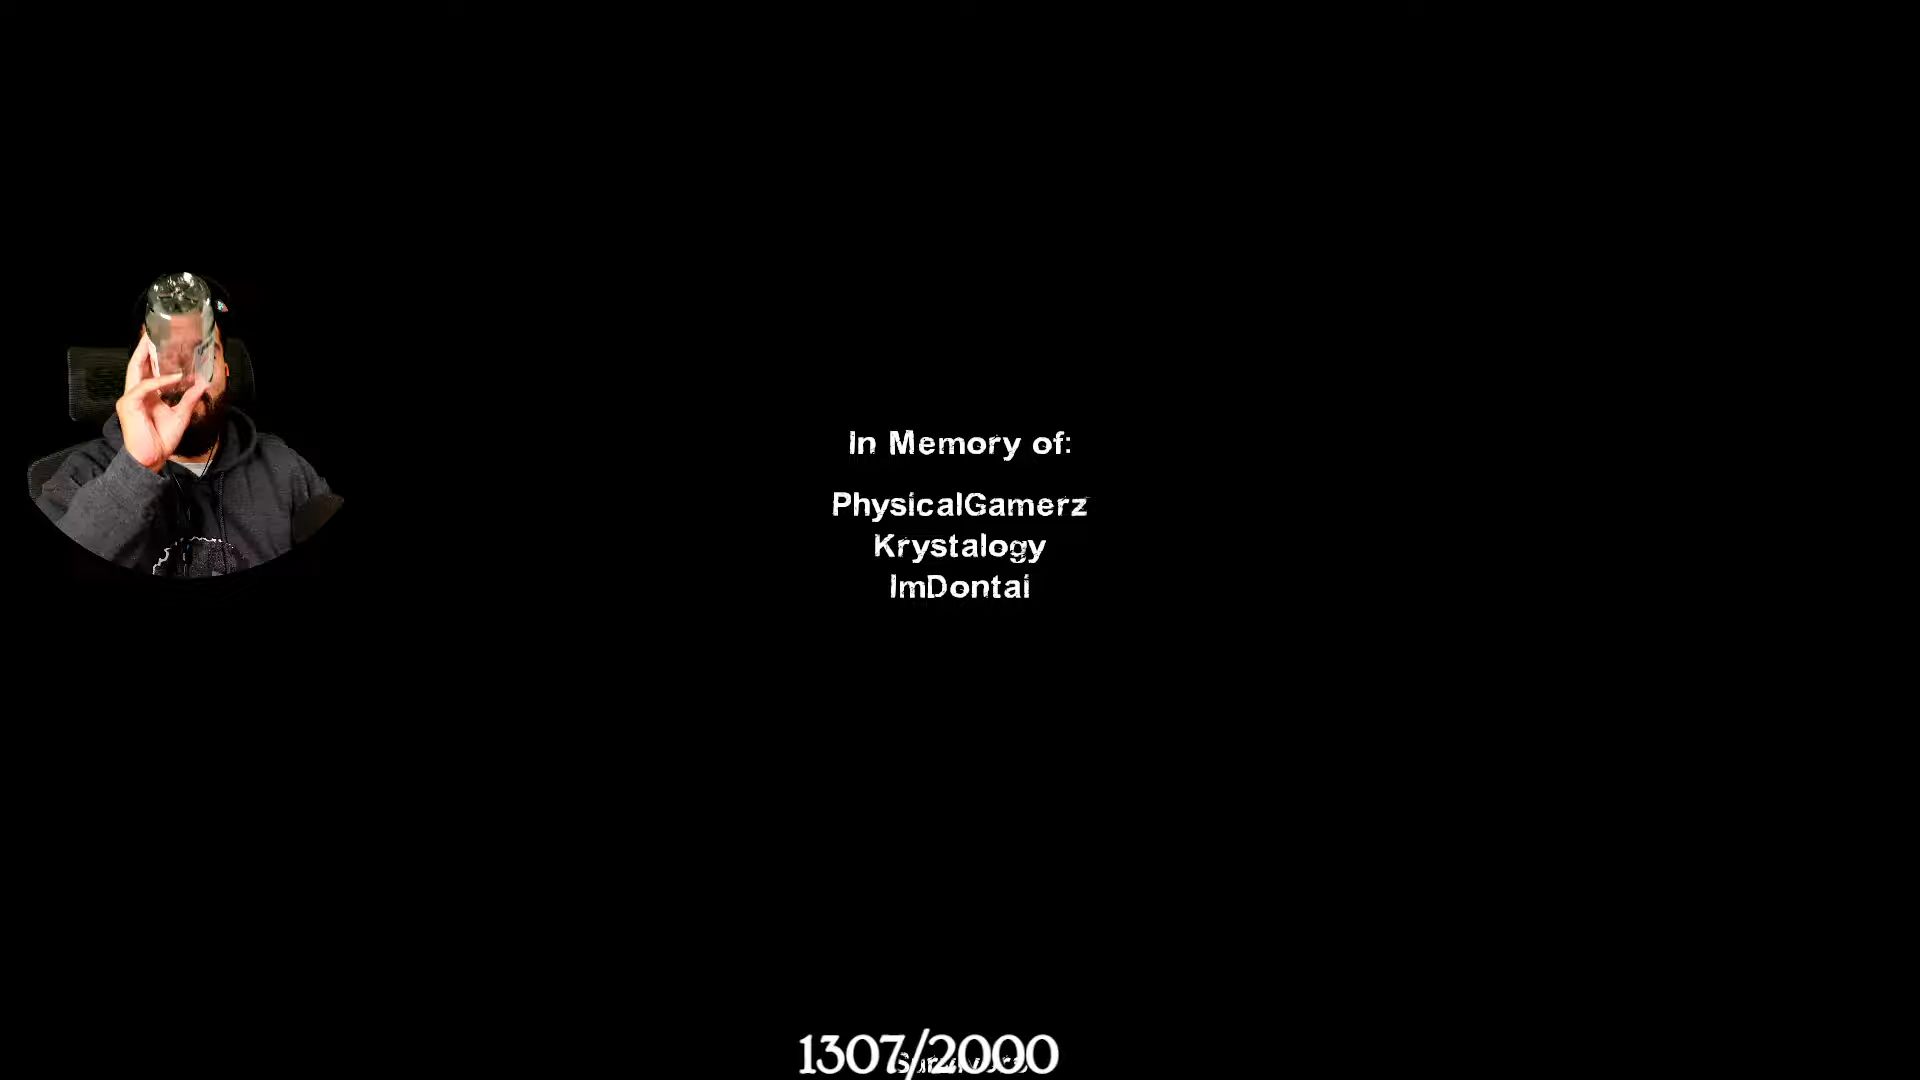 In Memory of:
PhysicalGamerz
Krystalogy
ImDontai
1307/2000